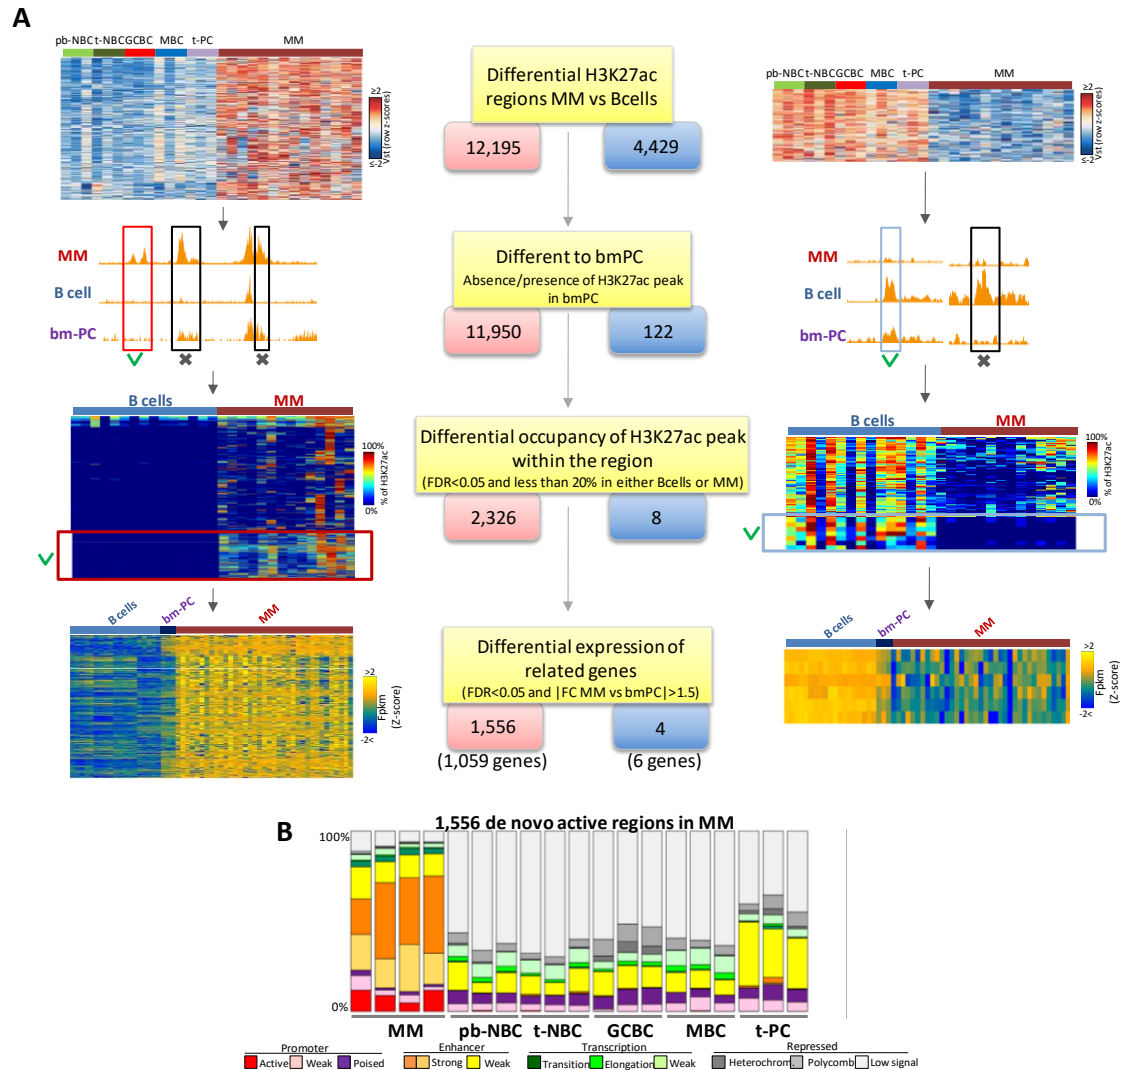 A
pb-NBC t-NBC GCBC MBC t-PC MM
≥2
≤-2
Vst (row z-scores)
Differential H3K27ac
regions MM vs Bcells
12,195
4,429
pb-NBC t-NBC GCBC MBC t-PC MM
≥2
≤-2
Vst (row z-scores)
MM
B cell
bm-PC
Different to bmPC
Absence/presence of H3K27ac peak
in bmPC
11,950
122
MM
B cell
bm-PC
B cells MM
100%
0%
% of H3K27ac
Differential occupancy of H3K27ac peak
within the region
(FDR<0.05 and less than 20% in either Bcells or MM)
2,326
8
B cells MM
100%
0%
% of H3K27ac
B cells bm-PC MM
>2
-2<
Fpkm
(Z-score)
Differential expression of
related genes
(FDR<0.05 and |FC MM vs bmPC|>1.5)
1,556
4
(1,059 genes)
(6 genes)
B cells bm-PC MM
>2
-2<
Fpkm
(Z-score)
B
1,556 de novo active regions in MM
100%
0%
MM pb-NBC t-NBC GCBC MBC t-PC
Promoter Enhancer Transcription Repressed
Active Weak Poised Strong Weak Transition Elongation Weak Heterochrom. Polycomb Low signal